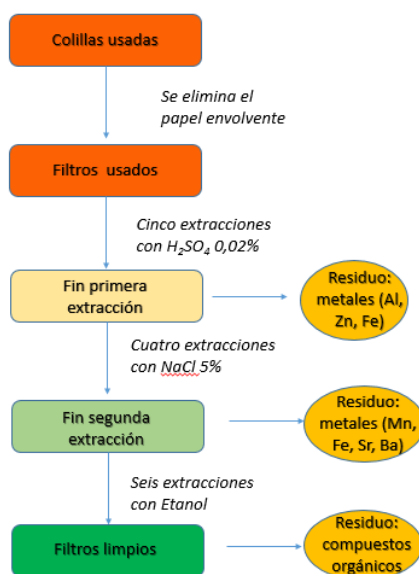 Colillas usadas
Se elimina el
papel envolvente
Filtros usados
Cinco extracciones
con H₂SO₄ 0,02%
Fin primera
extracción
Residuo:
metales (Al,
Zn, Fe)
Cuatro extracciones
con NaCl 5%
Fin segunda
extracción
Residuo:
metales (Mn,
Fe, Sr, Ba)
Seis extracciones
con Etanol
Filtros limpios
Residuo:
compuestos
orgánicos